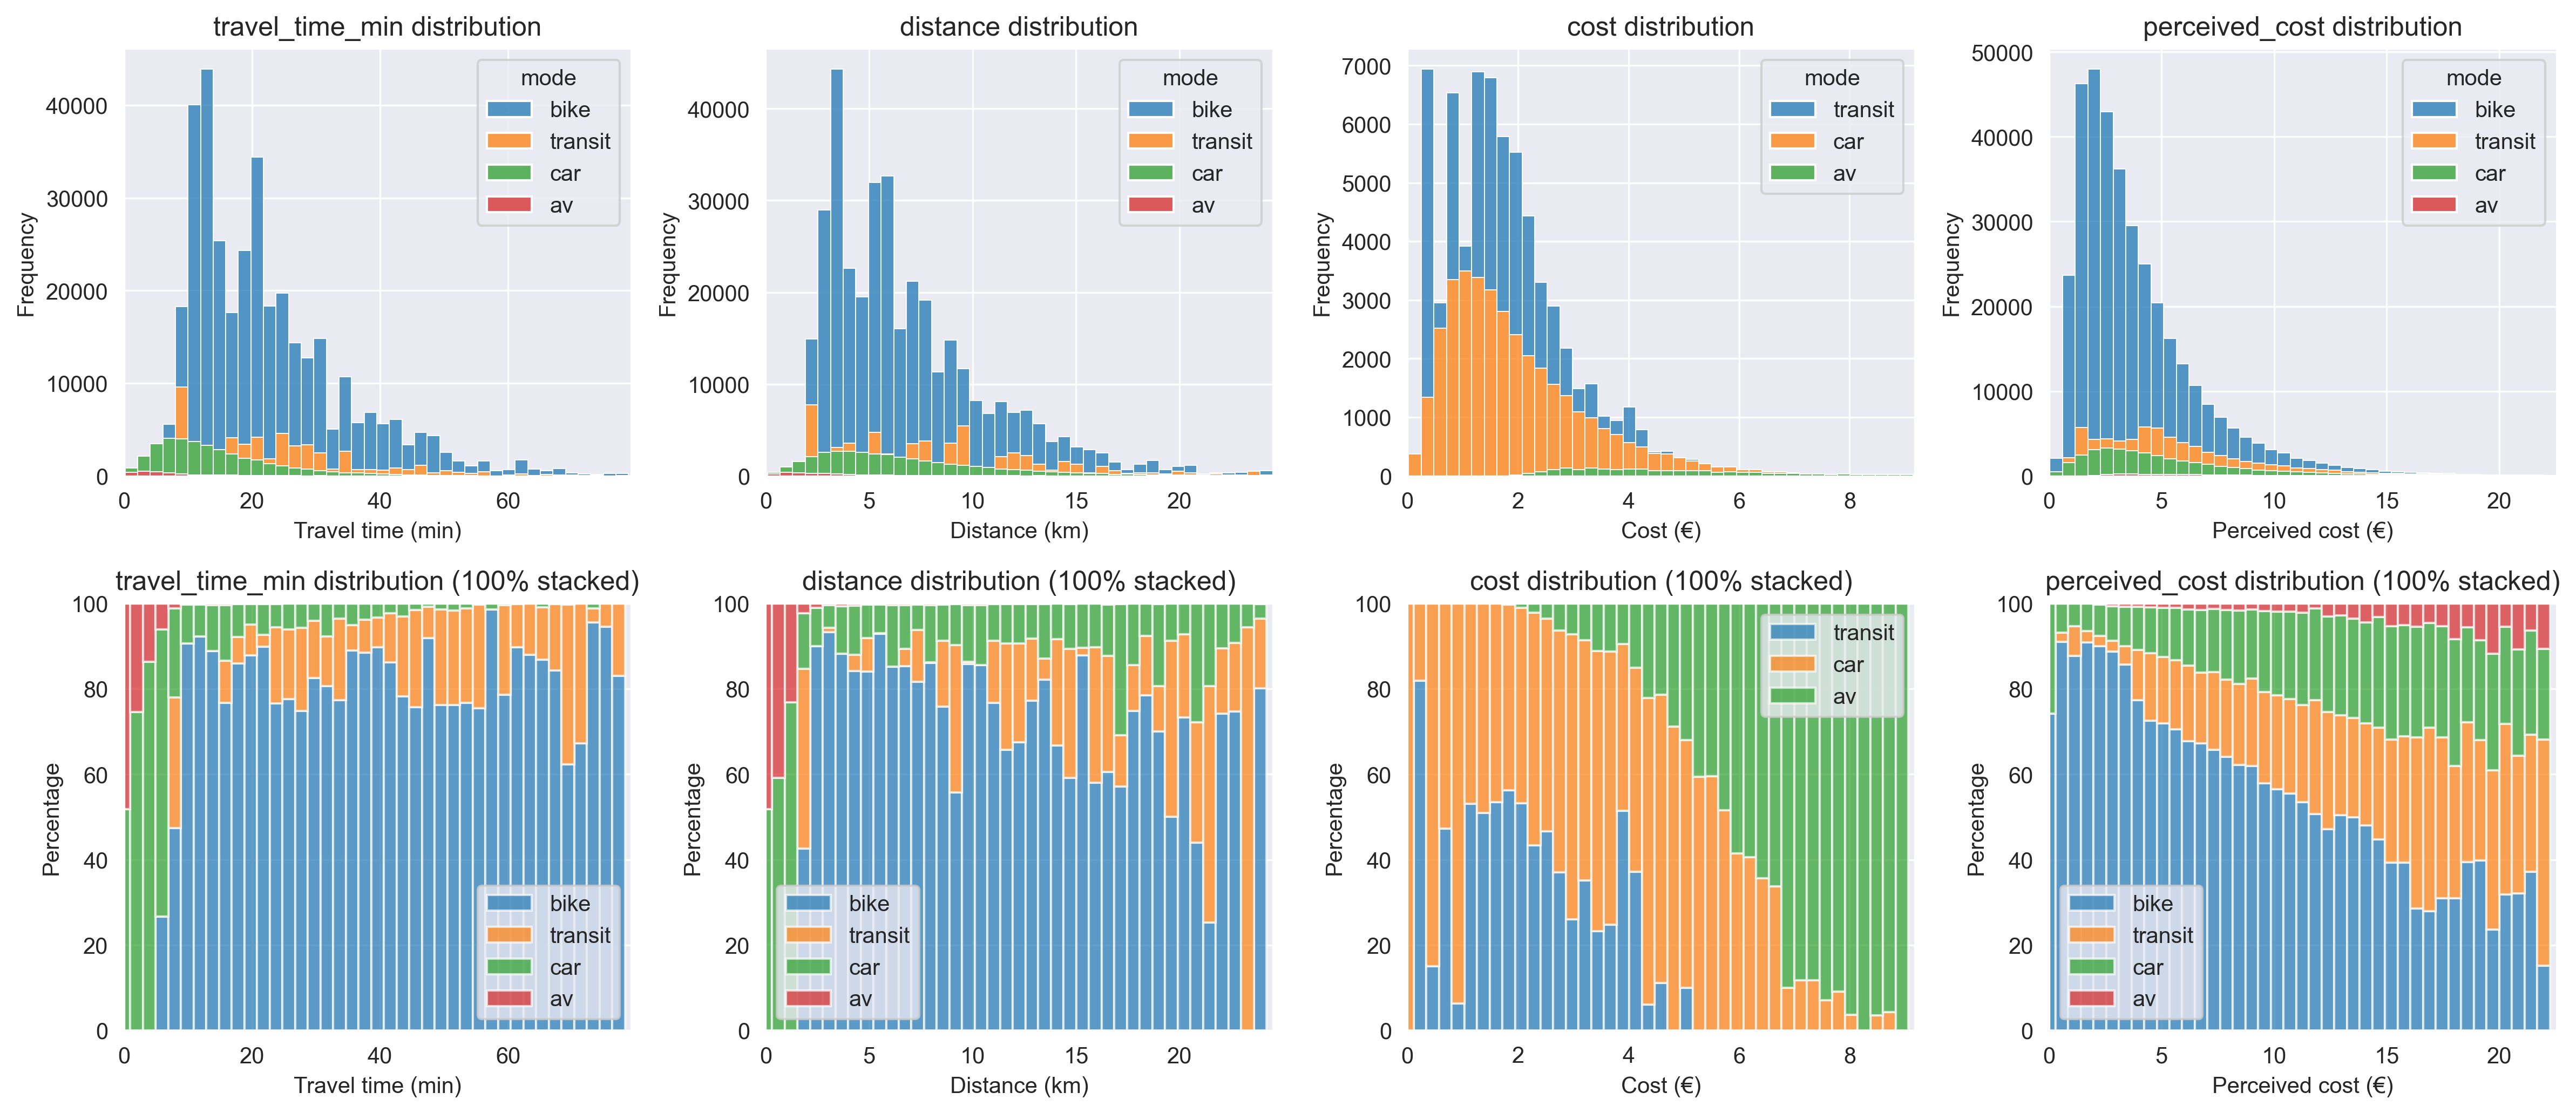 travel_time_min distribution
Frequency
40000
30000
20000
10000
0
0 20 40 60
Travel time (min)
mode
bike
transit
car
av
distance distribution
Frequency
40000
30000
20000
10000
0
0 5 10 15 20
Distance (km)
mode
bike
transit
car
av
cost distribution
Frequency
7000
6000
5000
4000
3000
2000
1000
0
0 2 4 6 8
Cost (€)
mode
transit
car
av
perceived_cost distribution
Frequency
50000
40000
30000
20000
10000
0
0 5 10 15 20
Perceived cost (€)
mode
bike
transit
car
av
travel_time_min distribution (100% stacked)
Percentage
100
80
60
40
20
0
0 20 40 60
Travel time (min)
bike
transit
car
av
distance distribution (100% stacked)
Percentage
100
80
60
40
20
0
0 5 10 15 20
Distance (km)
bike
transit
car
av
cost distribution (100% stacked)
Percentage
100
80
60
40
20
0
0 2 4 6 8
Cost (€)
transit
car
av
perceived_cost distribution (100% stacked)
Percentage
100
80
60
40
20
0
0 5 10 15 20
Perceived cost (€)
bike
transit
car
av